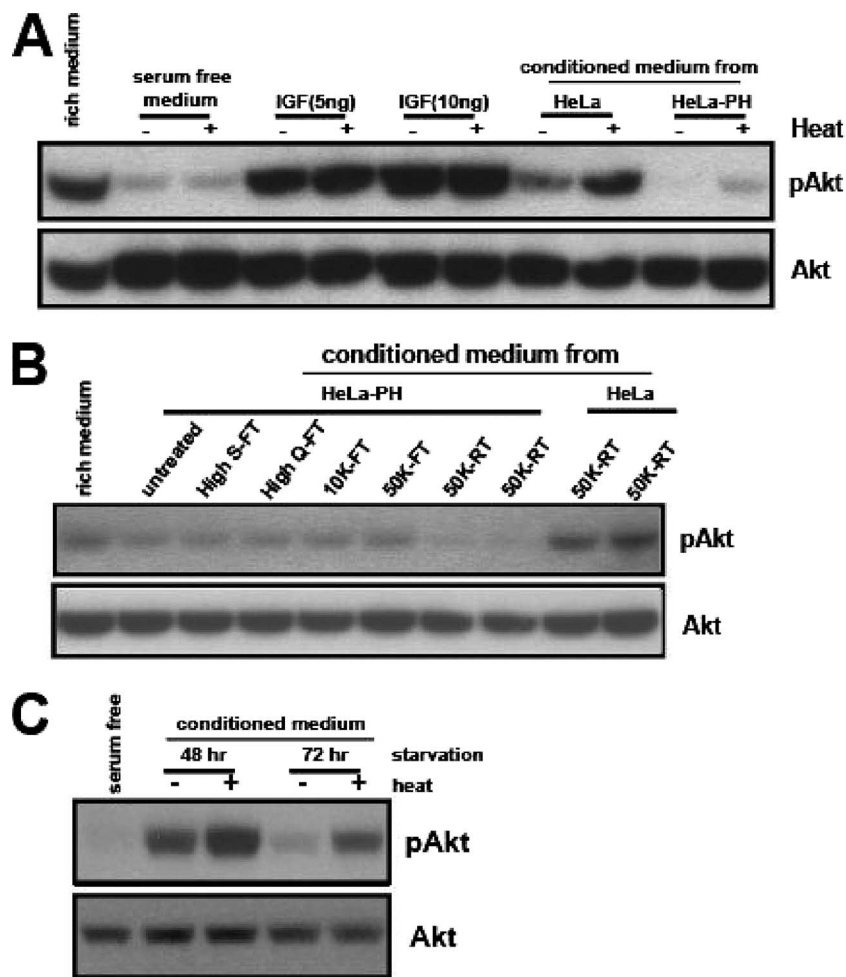 A
rich medium
serum free medium
IGF(5ng)
IGF(10ng)
conditioned medium from
HeLa
HeLa-PH
- + - + - + - + - + Heat
pAkt
Akt
B
conditioned medium from
HeLa-PH
HeLa
rich medium
untreated
High S-FT
High Q-FT
10K-FT
50K-FT
50K-RT
50K-RT
50K-RT
50K-RT
pAkt
Akt
C
serum free
conditioned medium
48 hr 72 hr starvation
- + - + heat
pAkt
Akt